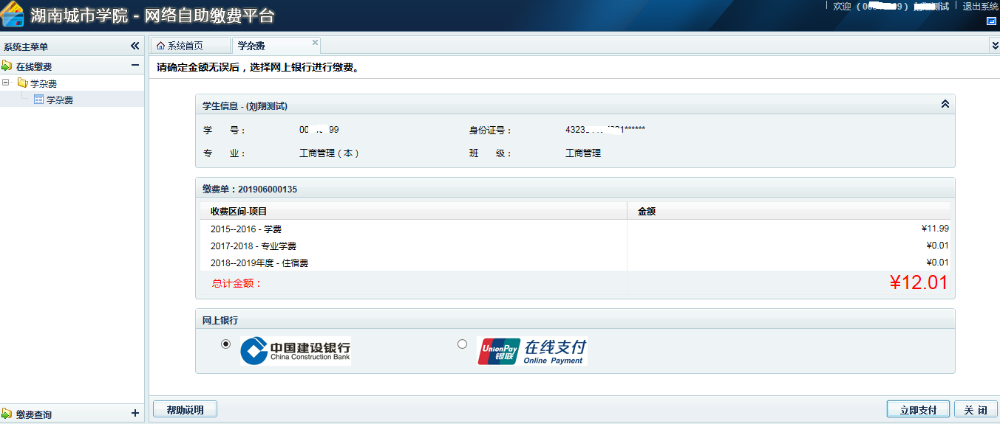 湖南城市学院 - 网络自助缴费平台
欢迎 退出系统
系统主菜单
在线缴费
学杂费
学杂费
缴费查询
系统首页 学杂费
请确定金额无误后，选择网上银行进行缴费。
学生信息 - (刘翔测试)
学 号： 00 99 身份证号： 4323 1******
专 业： 工商管理（本） 班 级： 工商管理
缴费单：201906000135
收费区间-项目 金额
2015--2016 - 学费 ¥11.99
2017-2018 - 专业学费 ¥0.01
2018--2019年度 - 住宿费 ¥0.01
总计金额： ¥12.01
网上银行
中国建设银行
China Construction Bank
UnionPay
银联
在线支付
Online Payment
帮助说明 立即支付 关 闭